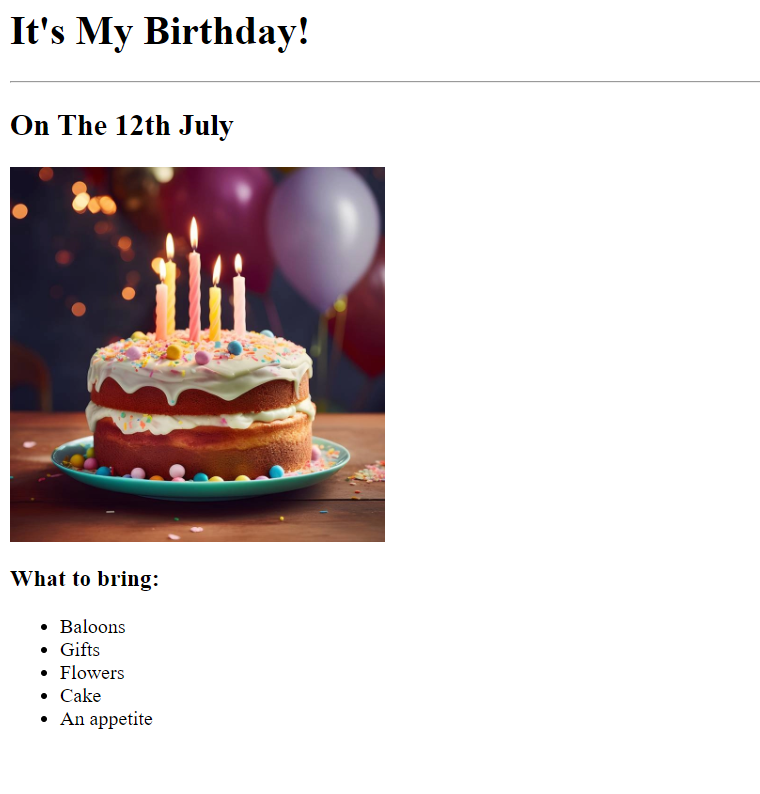 It's My Birthday!
On The 12th July
What to bring:
Baloons
Gifts
Flowers
Cake
An appetite